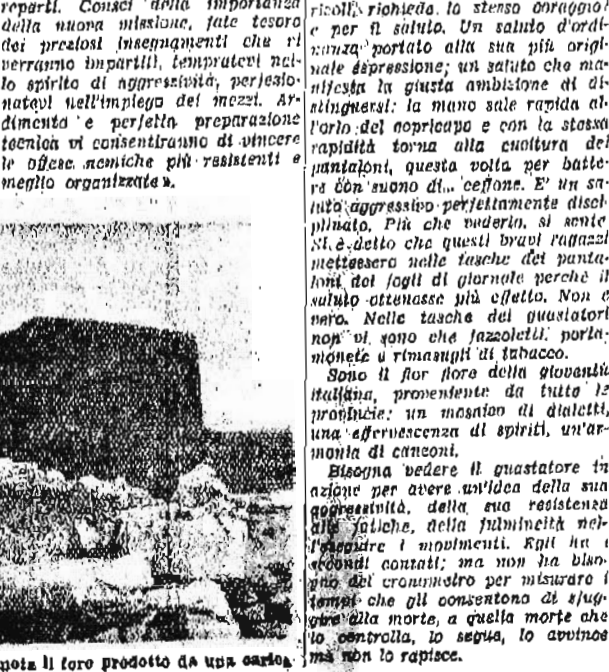 reparti. Consci della importanza
della nuova missione, fate tesoro
dei preziosi insegnamenti che vi
verranno impartiti, tempratevi nel-
lo spirito di aggressività, perfezio-
natevi nell'impiego dei mezzi. Ar-
dimento e perfetta preparazione
tecnica vi consentiranno di vincere
le offese nemiche più resistenti e
meglio organizzate».
il foro prodotto da una carica
richieda lo stesso coraggio
e per il saluto. Un saluto d'ordi-
nanza portato alla sua più origi-
nale espressione; un saluto che ma-
nifesta la giusta ambizione di di-
stinguersi: la mano sale rapida al-
l'orlo del copricapo e con la stessa
rapidità torna alla cucitura dei
pantaloni, questa volta per batte-
re con suono di... ceffone. E' un sa-
luto aggressivo perfettamente disci-
plinato. Più che vederlo, si sente
Si è detto che questi bravi ragazzi
mettessero nelle tasche dei panta-
loni dei fogli di giornale perchè il
saluto ottenesse più effetto. Non è
vero. Nelle tasche dei guastatori
non vi sono che fazzoletti, porta-
monete e rimasugli di tabacco.
Sono il fior fiore della gioventù
italiana, proveniente da tutte le
provincie: un mosaico di dialetti,
una effervescenza di spiriti, un'ar-
monia di canzoni.
Bisogna vedere il guastatore in
azione per avere un'idea della sua
aggressività, della sua resistenza
alle fatiche, della fulmineità nel-
l'eseguire i movimenti. Egli ha i
secondi contati; ma non ha biso-
gno del cronometro per misurare i
tempi che gli consentono di sfug-
gire alla morte, a quella morte che
lo controlla, lo segue, lo avvince
ma non lo rapisce.